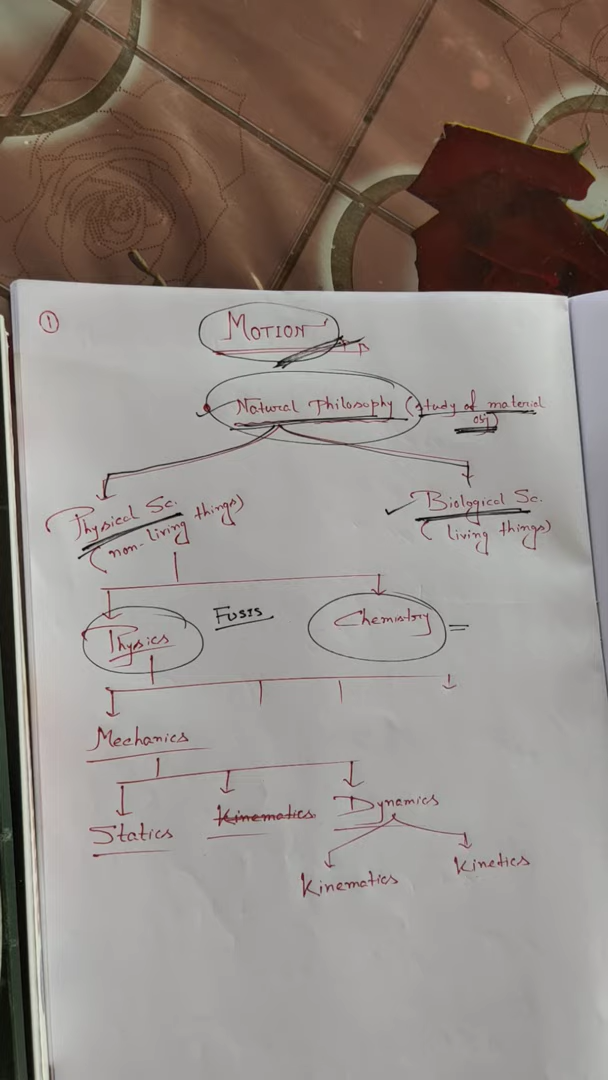 ①
MOTION
Natural Philosophy (study of material
obj)
Physical Sc.
(non-living things)
Biological Sc.
(living things)
Physics
FUSIS
Chemistry
Mechanics
Statics
Kinematics
Dynamics
Kinematics
Kinetics